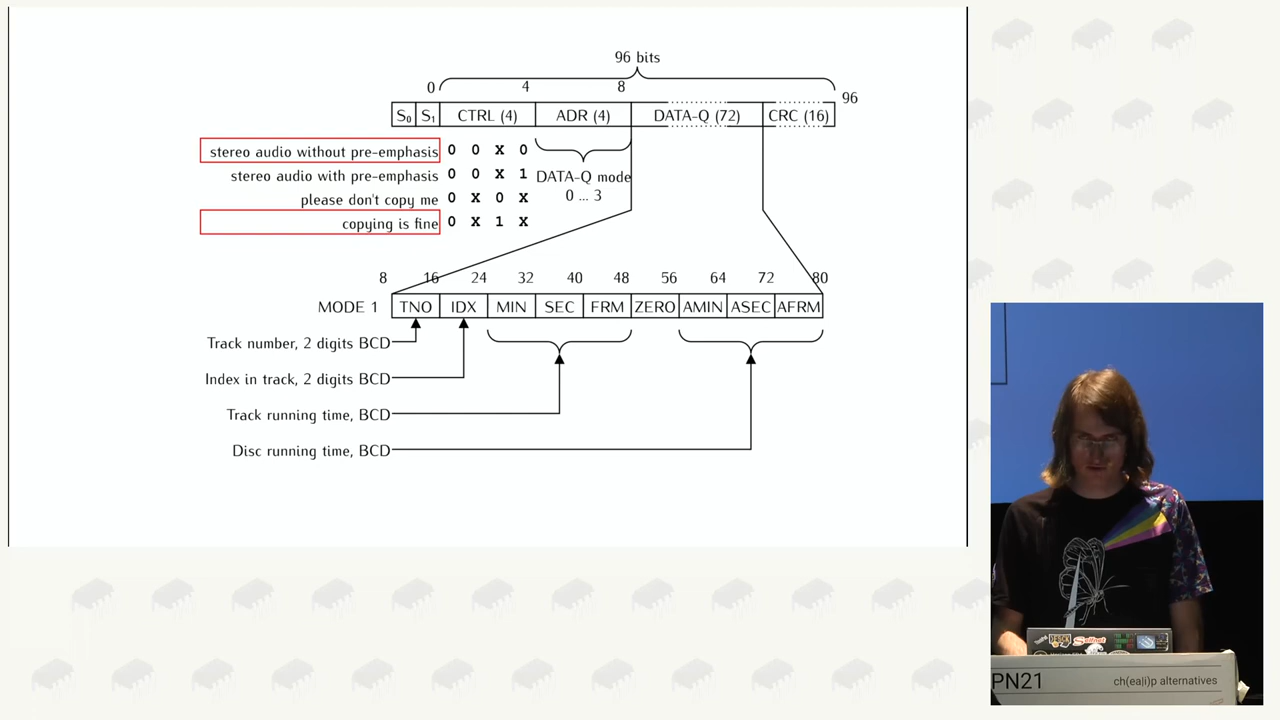 96 bits
0 4 8 96
S₀ S₁ CTRL (4) ADR (4) DATA-Q (72) CRC (16)
stereo audio without pre-emphasis 0 0 X 0
stereo audio with pre-emphasis 0 0 X 1
please don't copy me 0 X 0 X
copying is fine 0 X 1 X
DATA-Q mode
0 ... 3
8 16 24 32 40 48 56 64 72 80
MODE 1 TNO IDX MIN SEC FRM ZERO AMIN ASEC AFRM
Track number, 2 digits BCD
Index in track, 2 digits BCD
Track running time, BCD
Disc running time, BCD
PN21 ch(ea|i)p alternatives